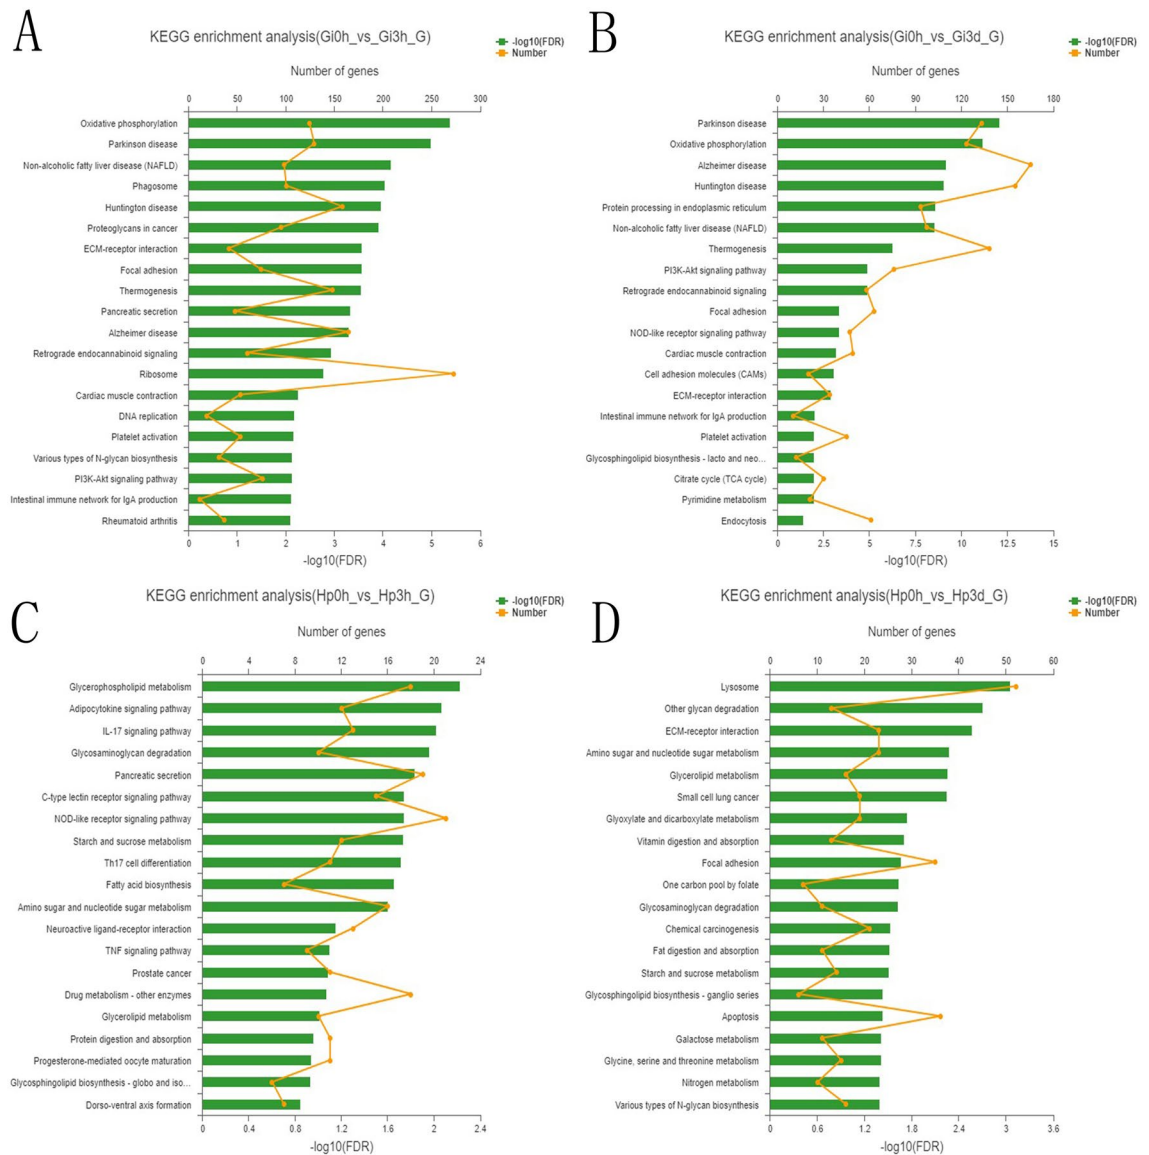 A
KEGG enrichment analysis(Gi0h_vs_Gi3h_G)
-log10(FDR)
Number
Number of genes
0 50 100 150 200 250 300
Oxidative phosphorylation
Parkinson disease
Non-alcoholic fatty liver disease (NAFLD)
Phagosome
Huntington disease
Proteoglycans in cancer
ECM-receptor interaction
Focal adhesion
Thermogenesis
Pancreatic secretion
Alzheimer disease
Retrograde endocannabinoid signaling
Ribosome
Cardiac muscle contraction
DNA replication
Platelet activation
Various types of N-glycan biosynthesis
PI3K-Akt signaling pathway
Intestinal immune network for IgA production
Rheumatoid arthritis
0 1 2 3 4 5 6
-log10(FDR)
B
KEGG enrichment analysis(Gi0h_vs_Gi3d_G)
-log10(FDR)
Number
Number of genes
0 30 60 90 120 150 180
Parkinson disease
Oxidative phosphorylation
Alzheimer disease
Huntington disease
Protein processing in endoplasmic reticulum
Non-alcoholic fatty liver disease (NAFLD)
Thermogenesis
PI3K-Akt signaling pathway
Retrograde endocannabinoid signaling
Focal adhesion
NOD-like receptor signaling pathway
Cardiac muscle contraction
Cell adhesion molecules (CAMs)
ECM-receptor interaction
Intestinal immune network for IgA production
Platelet activation
Glycosphingolipid biosynthesis - lacto and neo...
Citrate cycle (TCA cycle)
Pyrimidine metabolism
Endocytosis
0 2.5 5 7.5 10 12.5 15
-log10(FDR)
C
KEGG enrichment analysis(Hp0h_vs_Hp3h_G)
-log10(FDR)
Number
Number of genes
0 4 8 12 16 20 24
Glycerophospholipid metabolism
Adipocytokine signaling pathway
IL-17 signaling pathway
Glycosaminoglycan degradation
Pancreatic secretion
C-type lectin receptor signaling pathway
NOD-like receptor signaling pathway
Starch and sucrose metabolism
Th17 cell differentiation
Fatty acid biosynthesis
Amino sugar and nucleotide sugar metabolism
Neuroactive ligand-receptor interaction
TNF signaling pathway
Prostate cancer
Drug metabolism - other enzymes
Glycerolipid metabolism
Protein digestion and absorption
Progesterone-mediated oocyte maturation
Glycosphingolipid biosynthesis - globo and iso...
Dorso-ventral axis formation
0 0.4 0.8 1.2 1.6 2 2.4
-log10(FDR)
D
KEGG enrichment analysis(Hp0h_vs_Hp3d_G)
-log10(FDR)
Number
Number of genes
0 10 20 30 40 50 60
Lysosome
Other glycan degradation
ECM-receptor interaction
Amino sugar and nucleotide sugar metabolism
Glycerolipid metabolism
Small cell lung cancer
Glyoxylate and dicarboxylate metabolism
Vitamin digestion and absorption
Focal adhesion
One carbon pool by folate
Glycosaminoglycan degradation
Chemical carcinogenesis
Fat digestion and absorption
Starch and sucrose metabolism
Glycosphingolipid biosynthesis - ganglio series
Apoptosis
Galactose metabolism
Glycine, serine and threonine metabolism
Nitrogen metabolism
Various types of N-glycan biosynthesis
0 0.6 1.2 1.8 2.4 3 3.6
-log10(FDR)